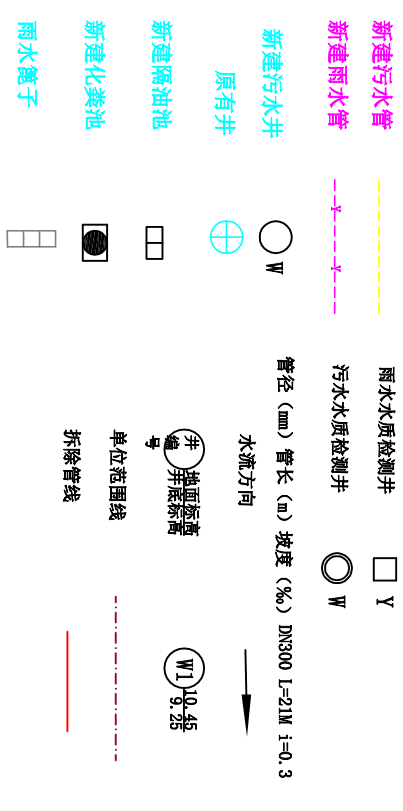 新建污水管
新建雨水管
Y Y
新建污水井
W
原有井
新建隔油池
新建化粪池
雨水篦子
雨水水质检测井
Y
污水水质检测井
W
管径（mm）管长（m）坡度（‰） DN300 L=21M i=0.3
水流方向
井编号
地面标高
井底标高
W1
10.45
9.25
单位范围线
拆除管线